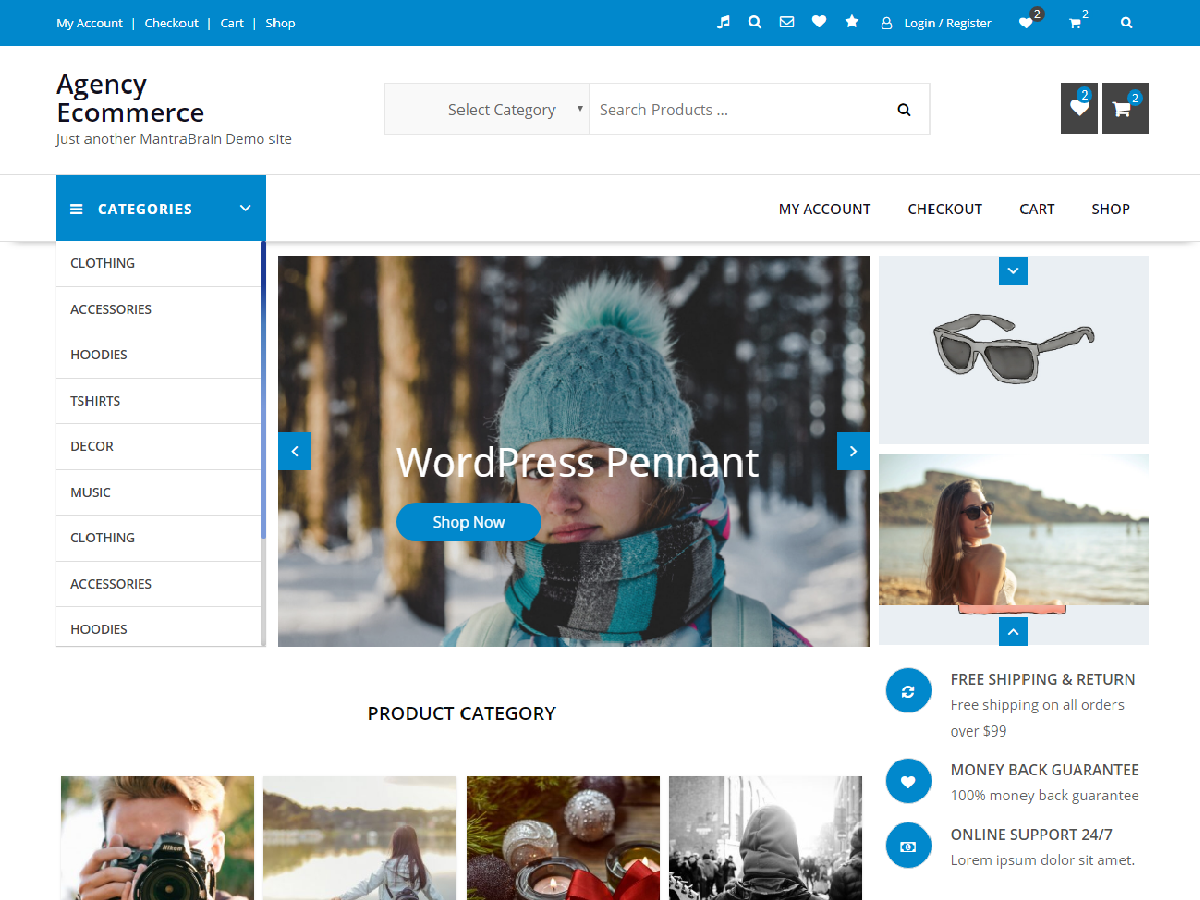 My Account | Checkout | Cart | Shop
Login / Register 2 2
Agency
Ecommerce
Just another MantraBrain Demo site
Select Category ▾ Search Products ...
2 2
CATEGORIES
MY ACCOUNT CHECKOUT CART SHOP
CLOTHING
ACCESSORIES
HOODIES
TSHIRTS
DECOR
MUSIC
CLOTHING
ACCESSORIES
HOODIES
WordPress Pennant
Shop Now
FREE SHIPPING & RETURN
Free shipping on all orders
over $99
MONEY BACK GUARANTEE
100% money back guarantee
ONLINE SUPPORT 24/7
Lorem ipsum dolor sit amet.
PRODUCT CATEGORY
Nikon